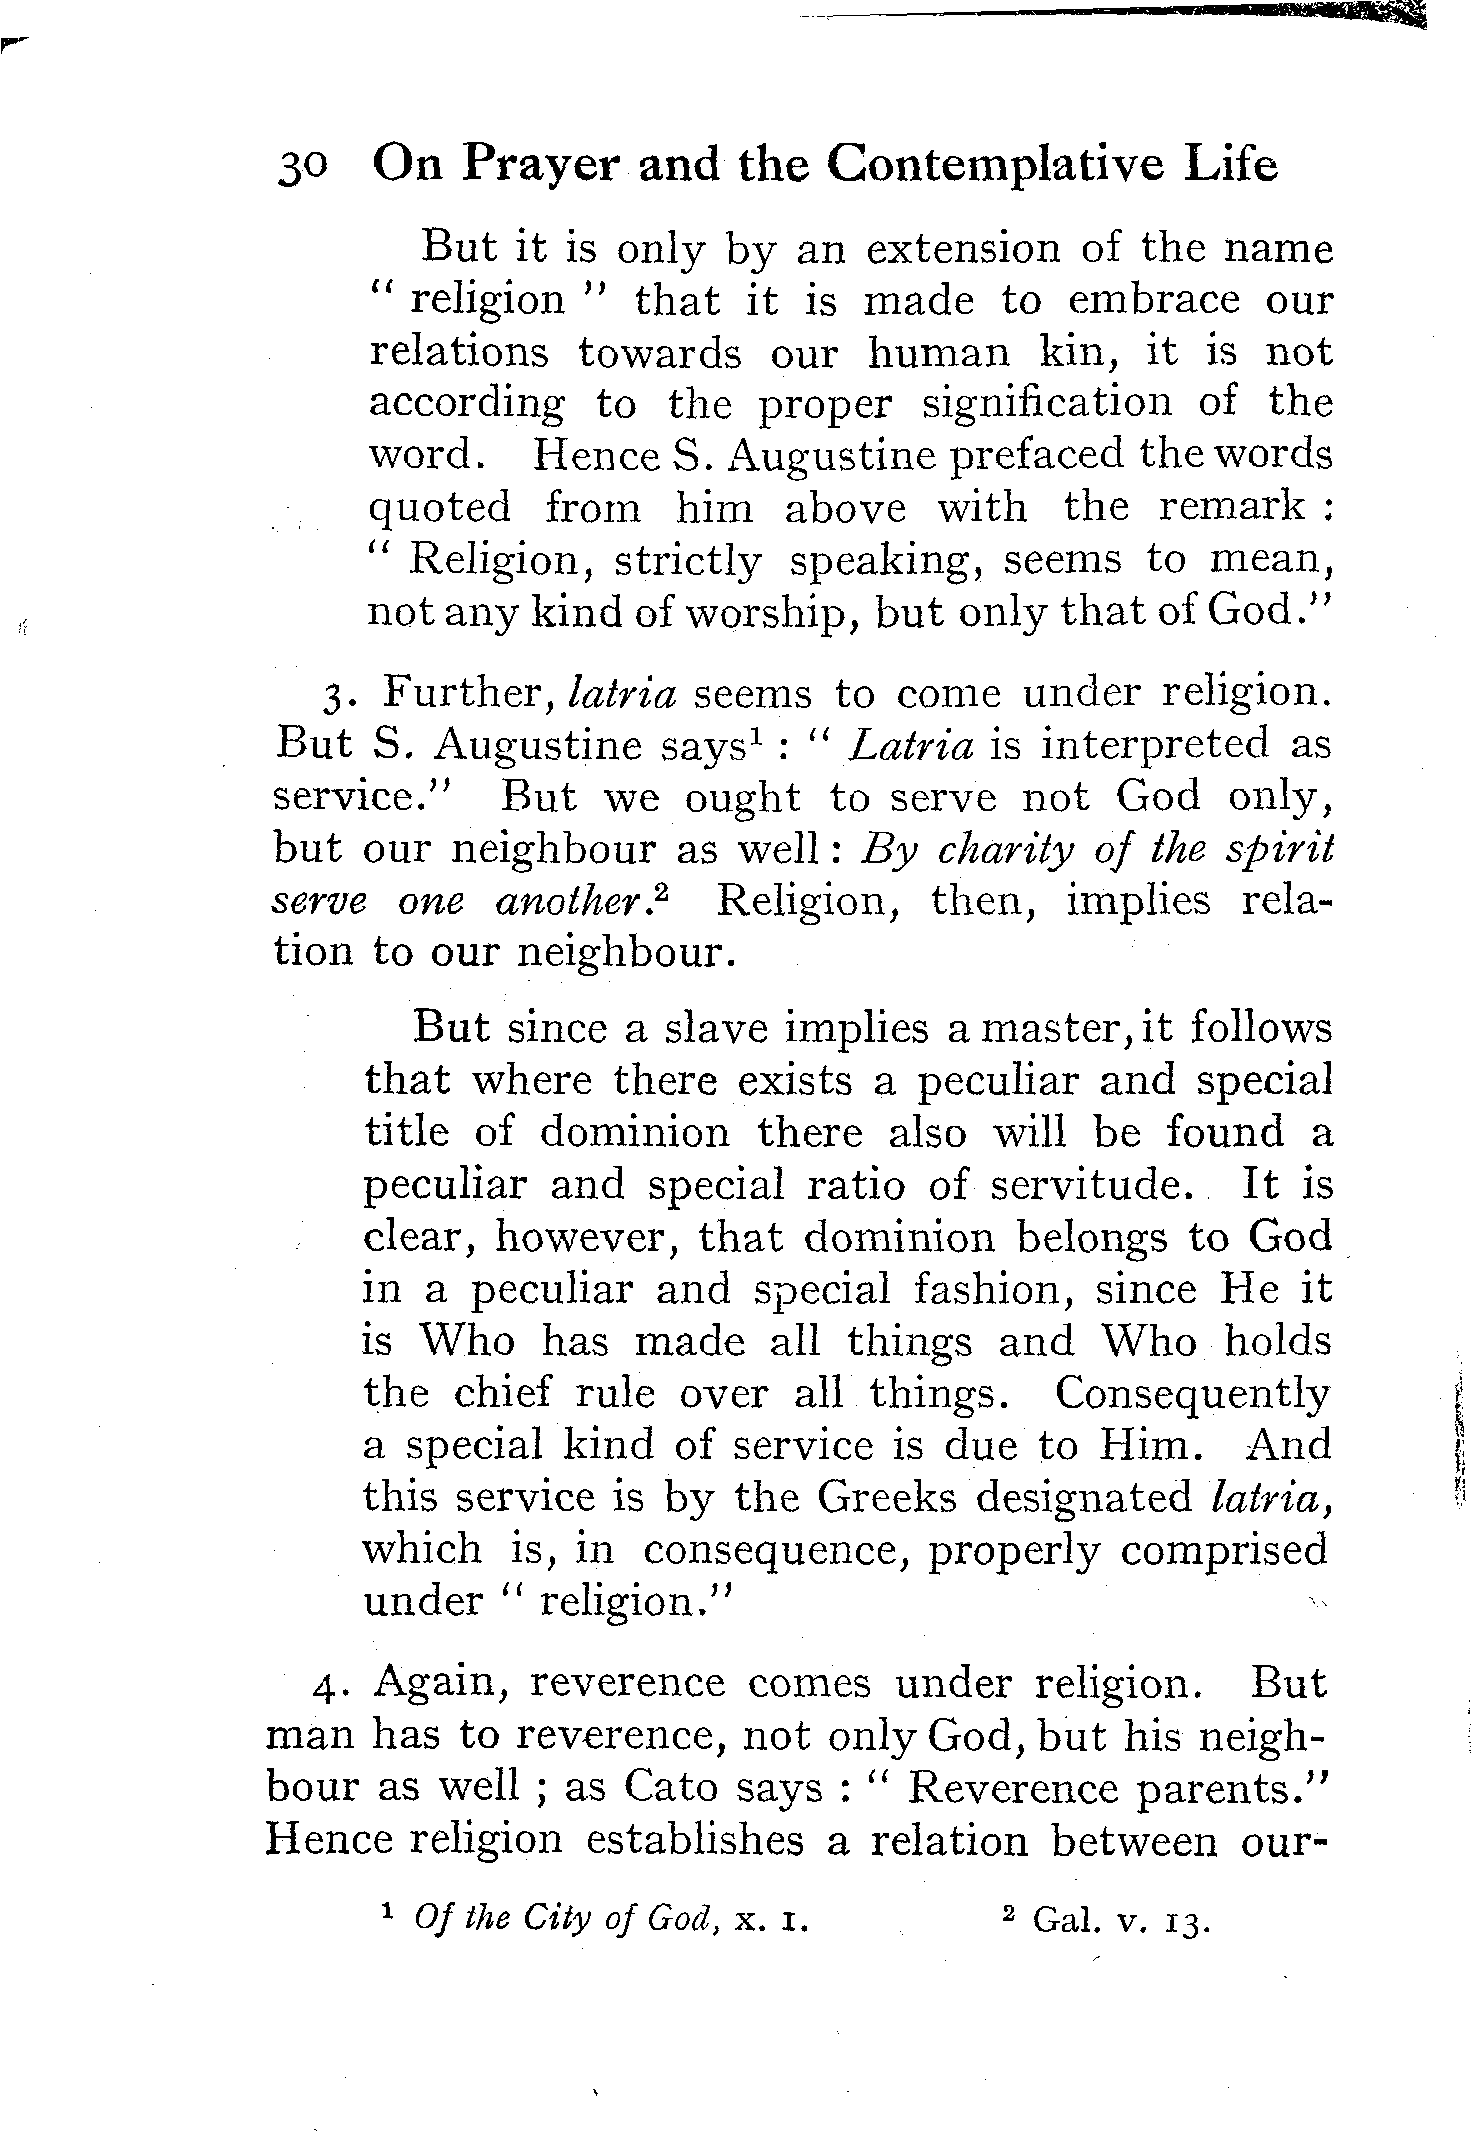 30 On Prayer and the Contemplative Life
But it is only by an extension of the name
“ religion ” that it is made to embrace our
relations towards our human kin, it is not
according to the proper signification of the
word. Hence S. Augustine prefaced the words
quoted from him above with the remark :
“ Religion, strictly speaking, seems to mean,
not any kind of worship, but only that of God.”
3. Further, latria seems to come under religion.
But S. Augustine says¹ : “ Latria is interpreted as
service.” But we ought to serve not God only,
but our neighbour as well : By charity of the spirit
serve one another.² Religion, then, implies rela-
tion to our neighbour.
But since a slave implies a master, it follows
that where there exists a peculiar and special
title of dominion there also will be found a
peculiar and special ratio of servitude. It is
clear, however, that dominion belongs to God
in a peculiar and special fashion, since He it
is Who has made all things and Who holds
the chief rule over all things. Consequently
a special kind of service is due to Him. And
this service is by the Greeks designated latria,
which is, in consequence, properly comprised
under “ religion.”
4. Again, reverence comes under religion. But
man has to reverence, not only God, but his neigh-
bour as well ; as Cato says : “ Reverence parents.”
Hence religion establishes a relation between our-
¹ Of the City of God, x. 1. ² Gal. v. 13.